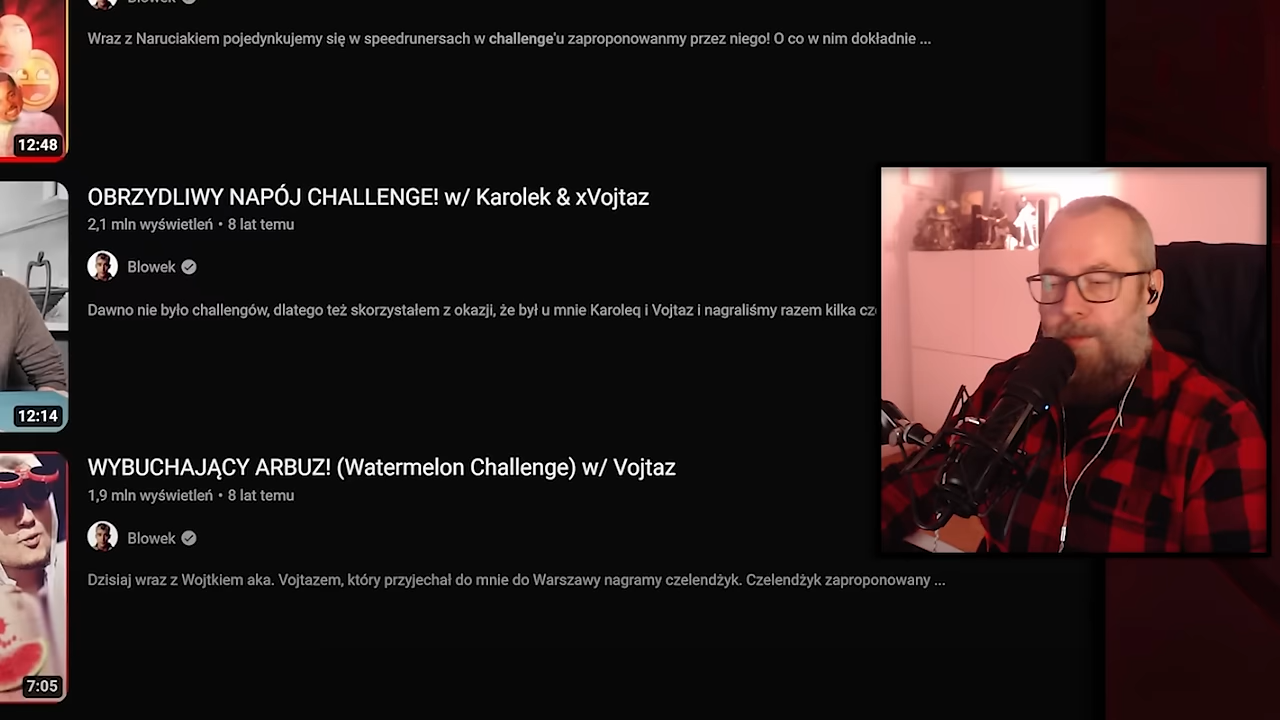 Blowek
Wraz z Naruciakiem pojedynkujemy się w speedrunersach w challenge'u zaproponowanmy przez niego! O co w nim dokładnie ...
12:48
OBRZYDLIWY NAPÓJ CHALLENGE! w/ Karolek & xVojtaz
2,1 mln wyświetleń • 8 lat temu
Blowek
Dawno nie było challengów, dlatego też skorzystałem z okazji, że był u mnie Karoleq i Vojtaz i nagraliśmy razem kilka
12:14
WYBUCHAJĄCY ARBUZ! (Watermelon Challenge) w/ Vojtaz
1,9 mln wyświetleń • 8 lat temu
Blowek
Dzisiaj wraz z Wojtkiem aka. Vojtazem, który przyjechał do mnie do Warszawy nagramy czelendżyk. Czelendżyk zaproponowany ...
7:05